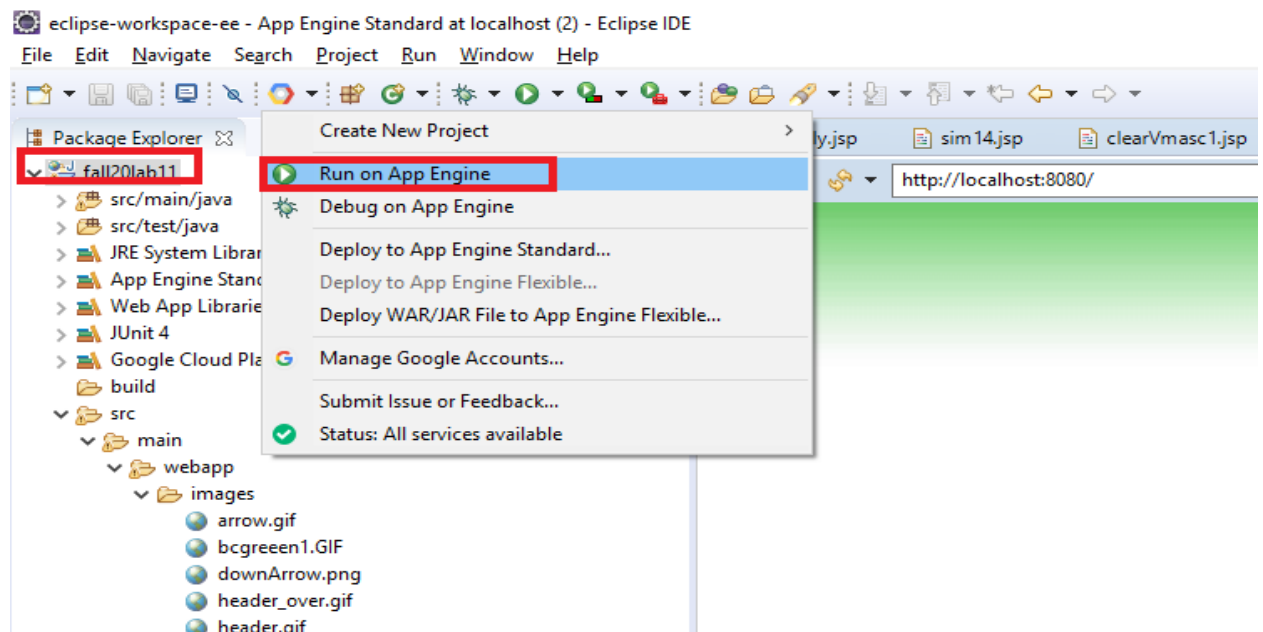 eclipse-workspace-ee - App Engine Standard at localhost (2) - Eclipse IDE
File Edit Navigate Search Project Run Window Help
Package Explorer
ly.jsp sim14.jsp clearVmasc1.jsp
http://localhost:8080/
fall20lab11
src/main/java
src/test/java
JRE System Librar
App Engine Stand
Web App Librarie
JUnit 4
Google Cloud Pla
build
src
main
webapp
images
arrow.gif
bcgreeen1.GIF
downArrow.png
header_over.gif
header.gif
Create New Project
Run on App Engine
Debug on App Engine
Deploy to App Engine Standard...
Deploy to App Engine Flexible...
Deploy WAR/JAR File to App Engine Flexible...
Manage Google Accounts...
Submit Issue or Feedback...
Status: All services available